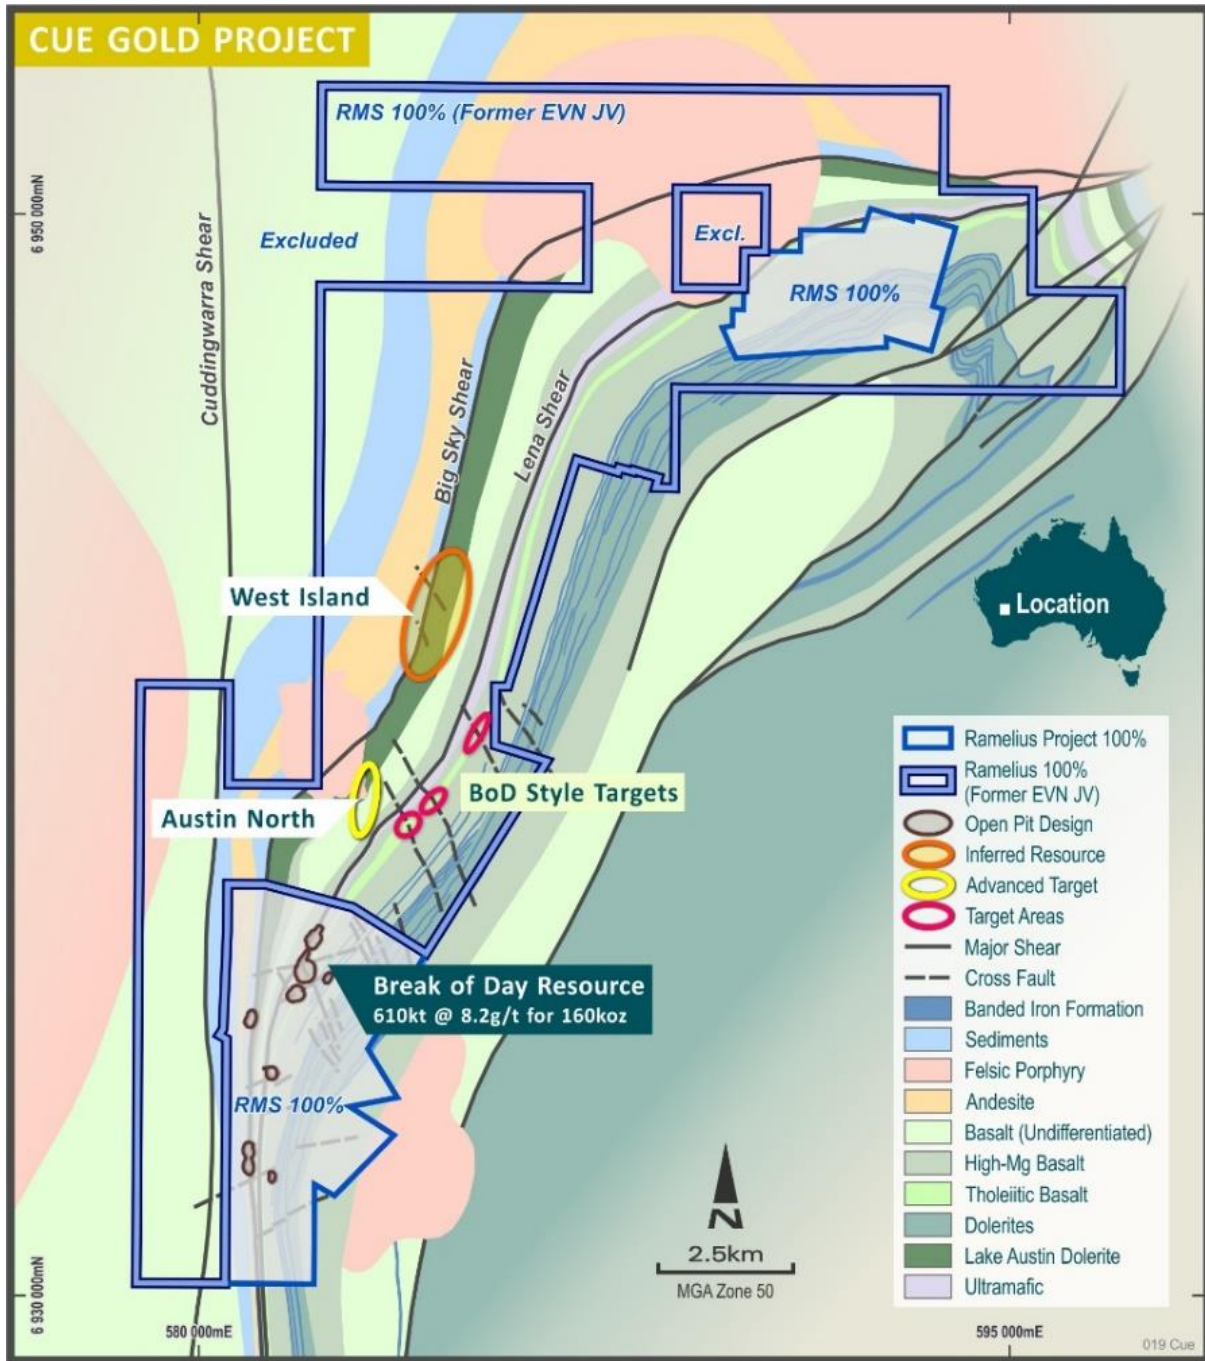 CUE GOLD PROJECT
RMS 100% (Former EVN JV)
6 950 000mN
Cuddingwarra Shear
Excluded
Excl.
RMS 100%
Big Sky Shear
Lena Shear
West Island
Location
BoD Style Targets
Austin North
Break of Day Resource
610kt @ 8.2g/t for 160koz
RMS 100%
Ramelius Project 100%
Ramelius 100%
(Former EVN JV)
Open Pit Design
Inferred Resource
Advanced Target
Target Areas
Major Shear
Cross Fault
Banded Iron Formation
Sediments
Felsic Porphyry
Andesite
Basalt (Undifferentiated)
High-Mg Basalt
Tholeiitic Basalt
Dolerites
Lake Austin Dolerite
Ultramafic
N
2.5km
MGA Zone 50
6 930 000mN
580 000mE
595 000mE
019 Cue